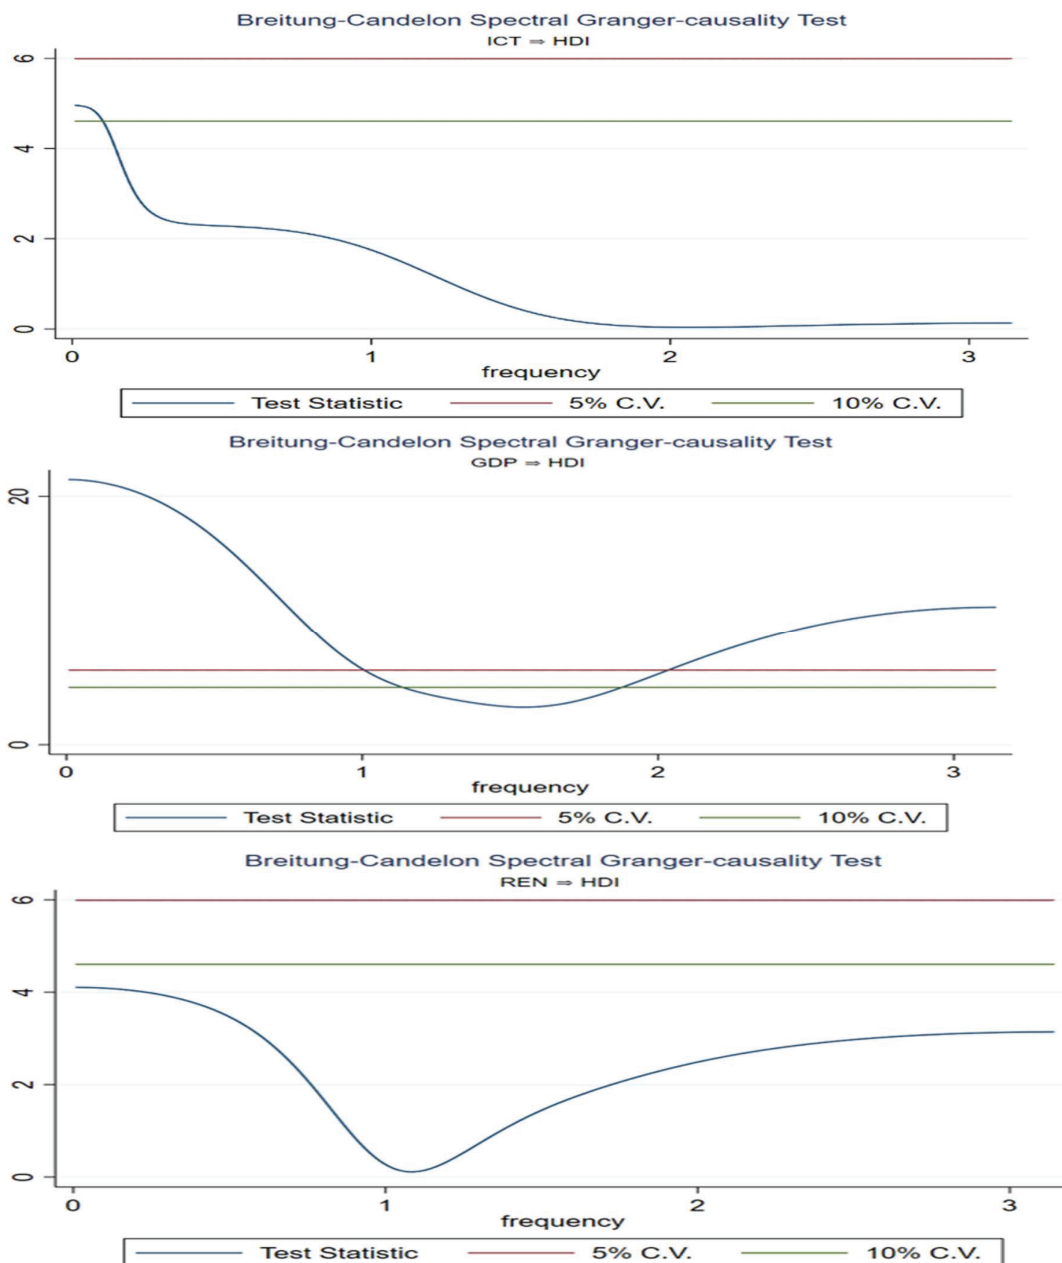 Breitung-Candelon Spectral Granger-causality Test
ICT ⇒ HDI
6
4
2
0
0 1 2 3
frequency
Test Statistic 5% C.V. 10% C.V.
Breitung-Candelon Spectral Granger-causality Test
GDP ⇒ HDI
20
0
0 1 2 3
frequency
Test Statistic 5% C.V. 10% C.V.
Breitung-Candelon Spectral Granger-causality Test
REN ⇒ HDI
6
4
2
0
0 1 2 3
frequency
Test Statistic 5% C.V. 10% C.V.